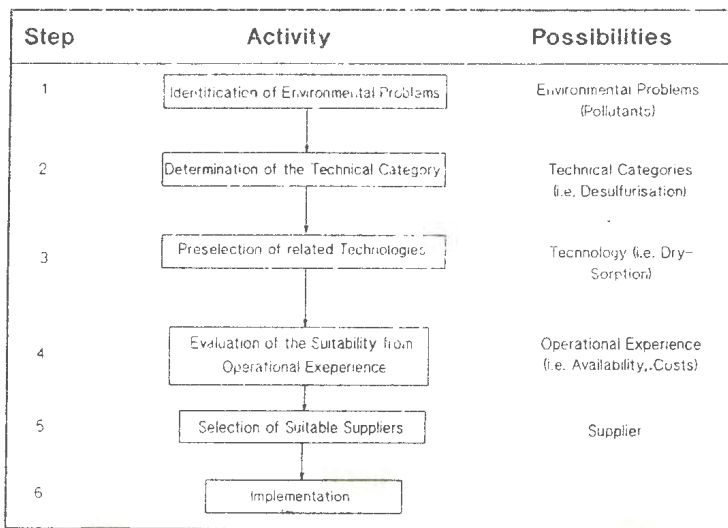 Step Activity Possibilities
1 Identification of Environmental Problems Environmental Problems
(Pollutants)
2 Determination of the Technical Category Technical Categories
(i.e. Desulfurisation)
3 Preselection of related Technologies Technology (i.e. Dry-
Sorption)
4 Evaluation of the Suitability from Operational Experience
Operational Exeperience (i.e. Availability, Costs)
5 Selection of Suitable Suppliers Supplier
6 Implementation